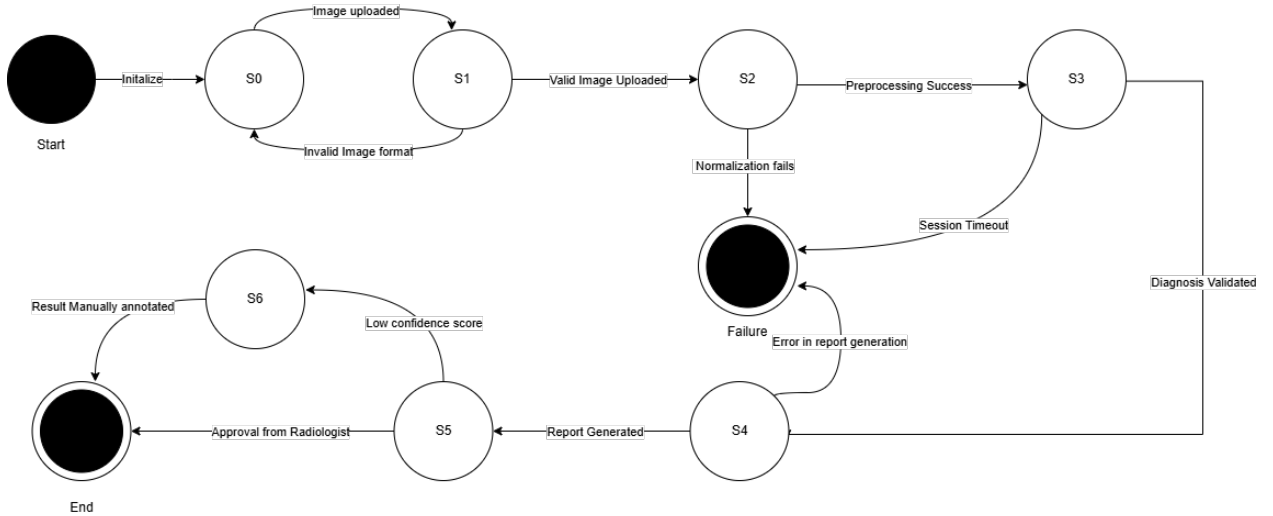 Image uploaded
Initalize
S0
S1
Valid Image Uploaded
S2
Preprocessing Success
S3
Start
Invalid Image format
Normalization fails
Session Timeout
Diagnosis Validated
S6
Result Manually annotated
Low confidence score
Failure
Error in report generation
Approval from Radiologist
S5
Report Generated
S4
End